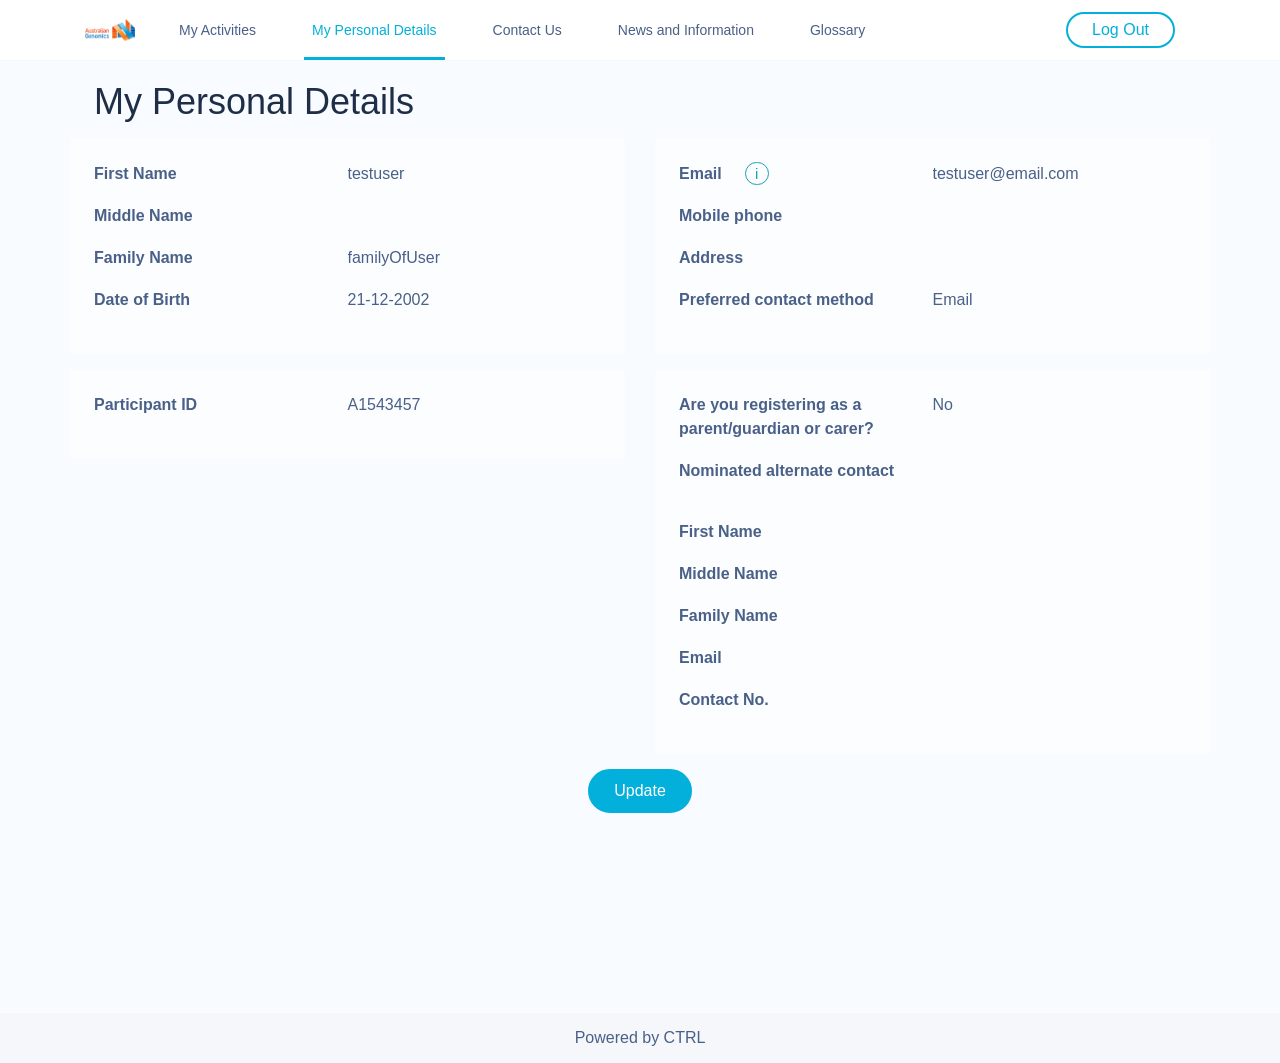 Australian
Genomics
My Activities
My Personal Details
Contact Us
News and Information
Glossary
Log Out
My Personal Details
First Name testuser
Middle Name
Family Name familyOfUser
Date of Birth 21-12-2002
Email i testuser@email.com
Mobile phone
Address
Preferred contact method Email
Participant ID A1543457
Are you registering as a No
parent/guardian or carer?
Nominated alternate contact
First Name
Middle Name
Family Name
Email
Contact No.
Update
Powered by CTRL